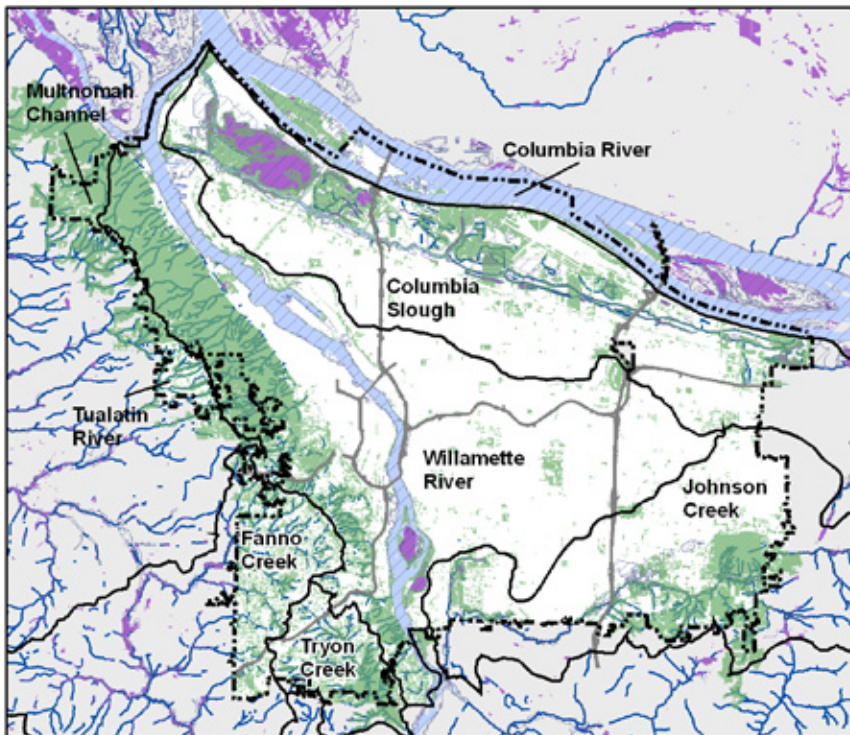 Multnomah
Channel
Columbia River
Columbia
Slough
Tualatin
River
Willamette
River
Johnson
Creek
Fanno
Creek
Tryon
Creek